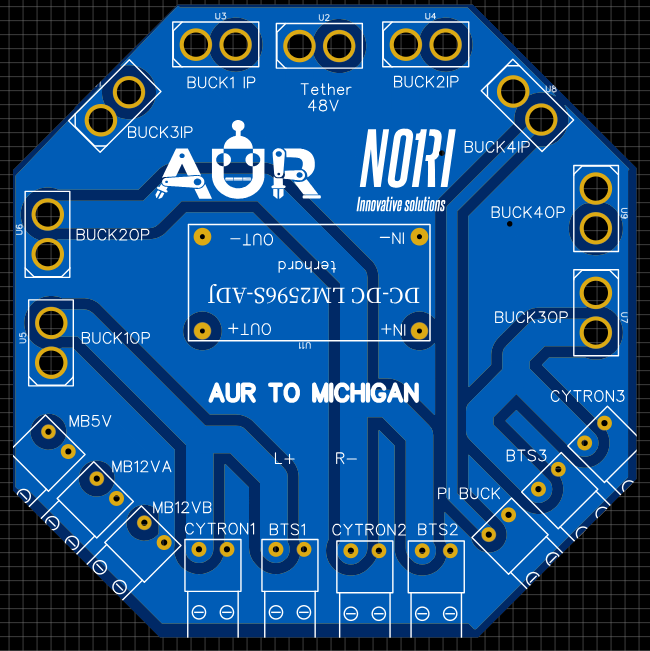 U3
U2
U4
BUCK1 IP
Tether
48V
BUCK2IP
U8
BUCK3IP
BUCK4IP
AUR
NO1RI
Innovative solutions
U6
BUCK2OP
BUCK4OP
U9
OUT-
IN-
terhard
DC-DC LM2596S-ADJ
OUT+
IN+
U11
U5
BUCK1OP
BUCK3OP
U7
AUR TO MICHIGAN
CYTRON3
MB5V
L+
R-
BTS3
MB12VA
PI BUCK
MB12VB
CYTRON1
BTS1
CYTRON2
BTS2